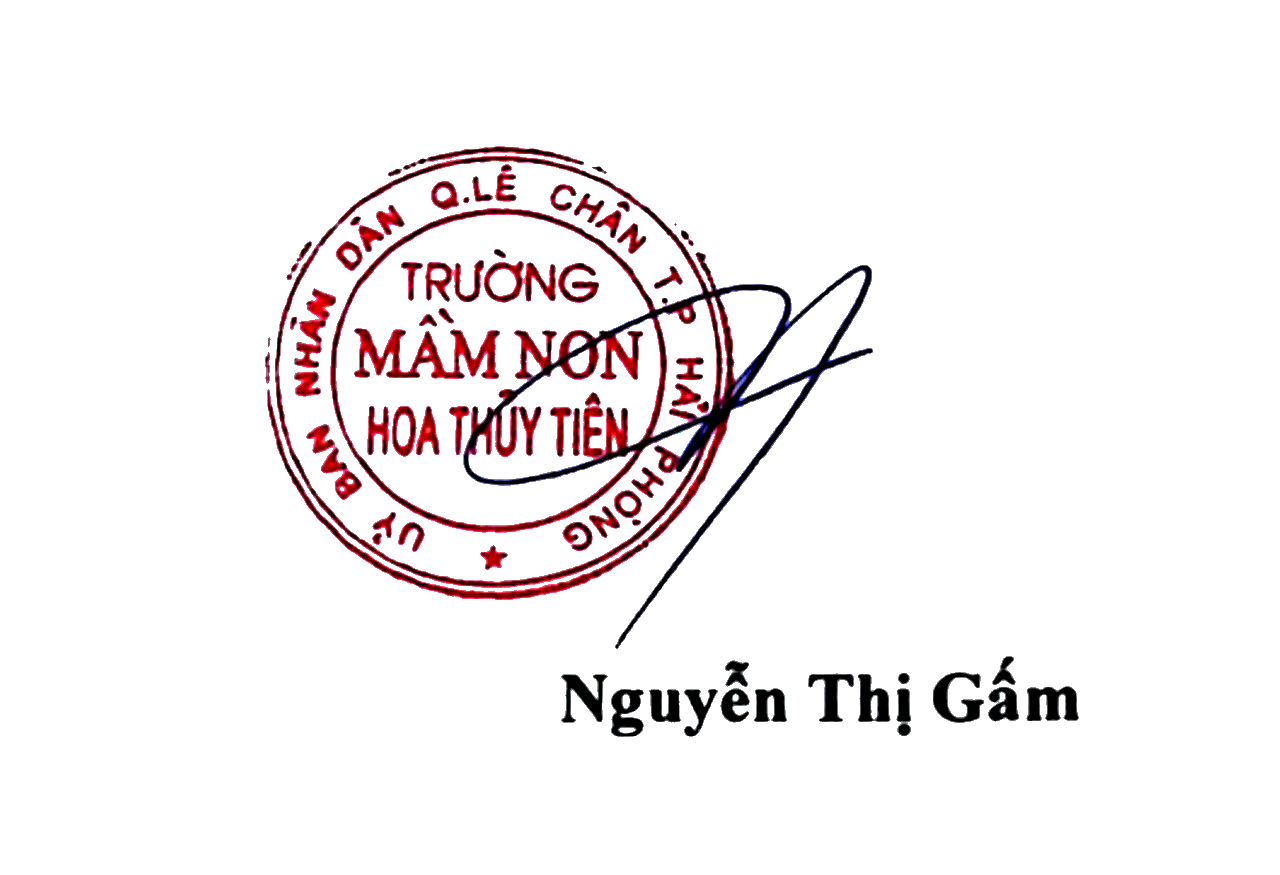 UỶ BAN NHÂN DÂN Q.LÊ CHÂN T.P HẢI PHÒNG
TRƯỜNG
MẦM NON
HOA THỦY TIÊN
Nguyễn Thị Gấm